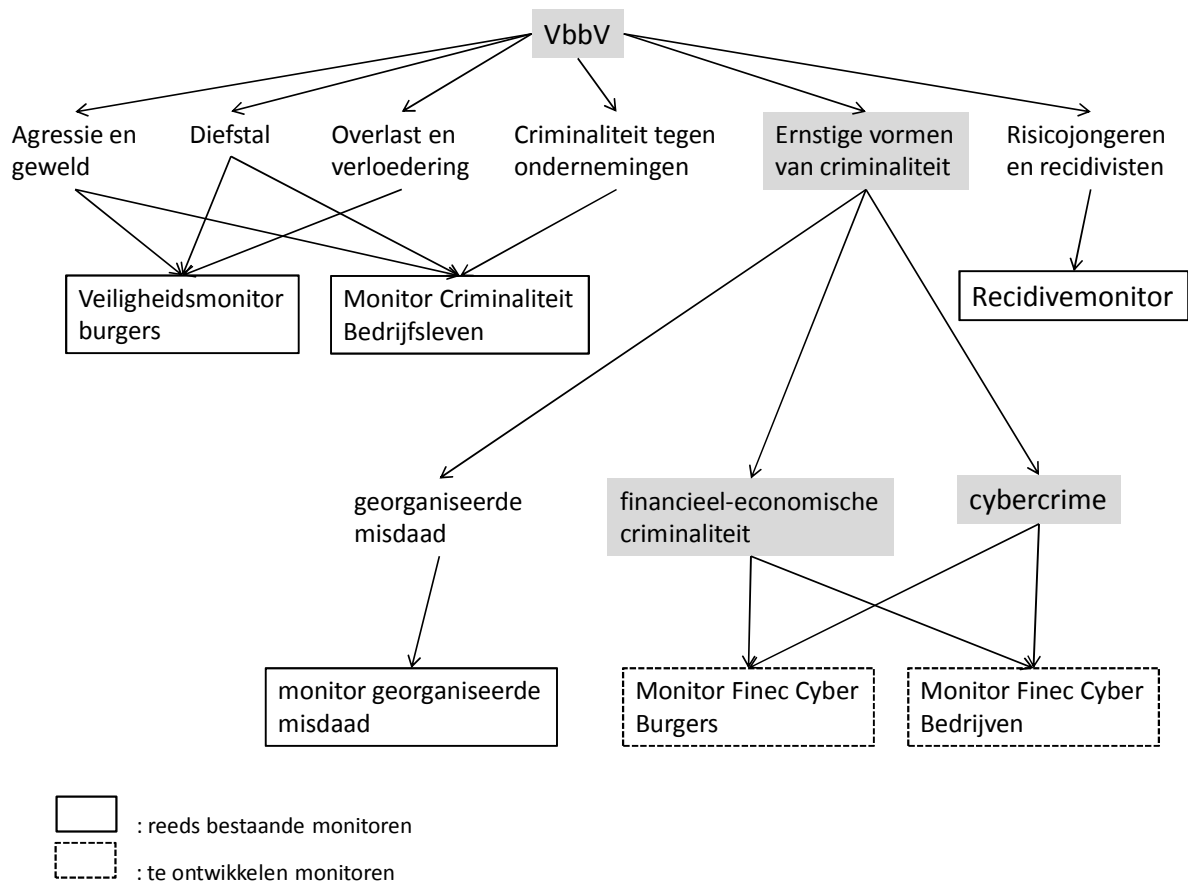 VbbV
Agressie en
geweld
Diefstal
Overlast en
verloedering
Criminaliteit tegen
ondernemingen
Ernstige vormen
van criminaliteit
Risicojongeren
en recidivisten
Veiligheidsmonitor
burgers
Monitor Criminaliteit
Bedrijfsleven
Recidivemonitor
georganiseerde
misdaad
financieel-economische
criminaliteit
cybercrime
monitor georganiseerde
misdaad
Monitor Finec Cyber
Burgers
Monitor Finec Cyber
Bedrijven
: reeds bestaande monitoren
: te ontwikkelen monitoren